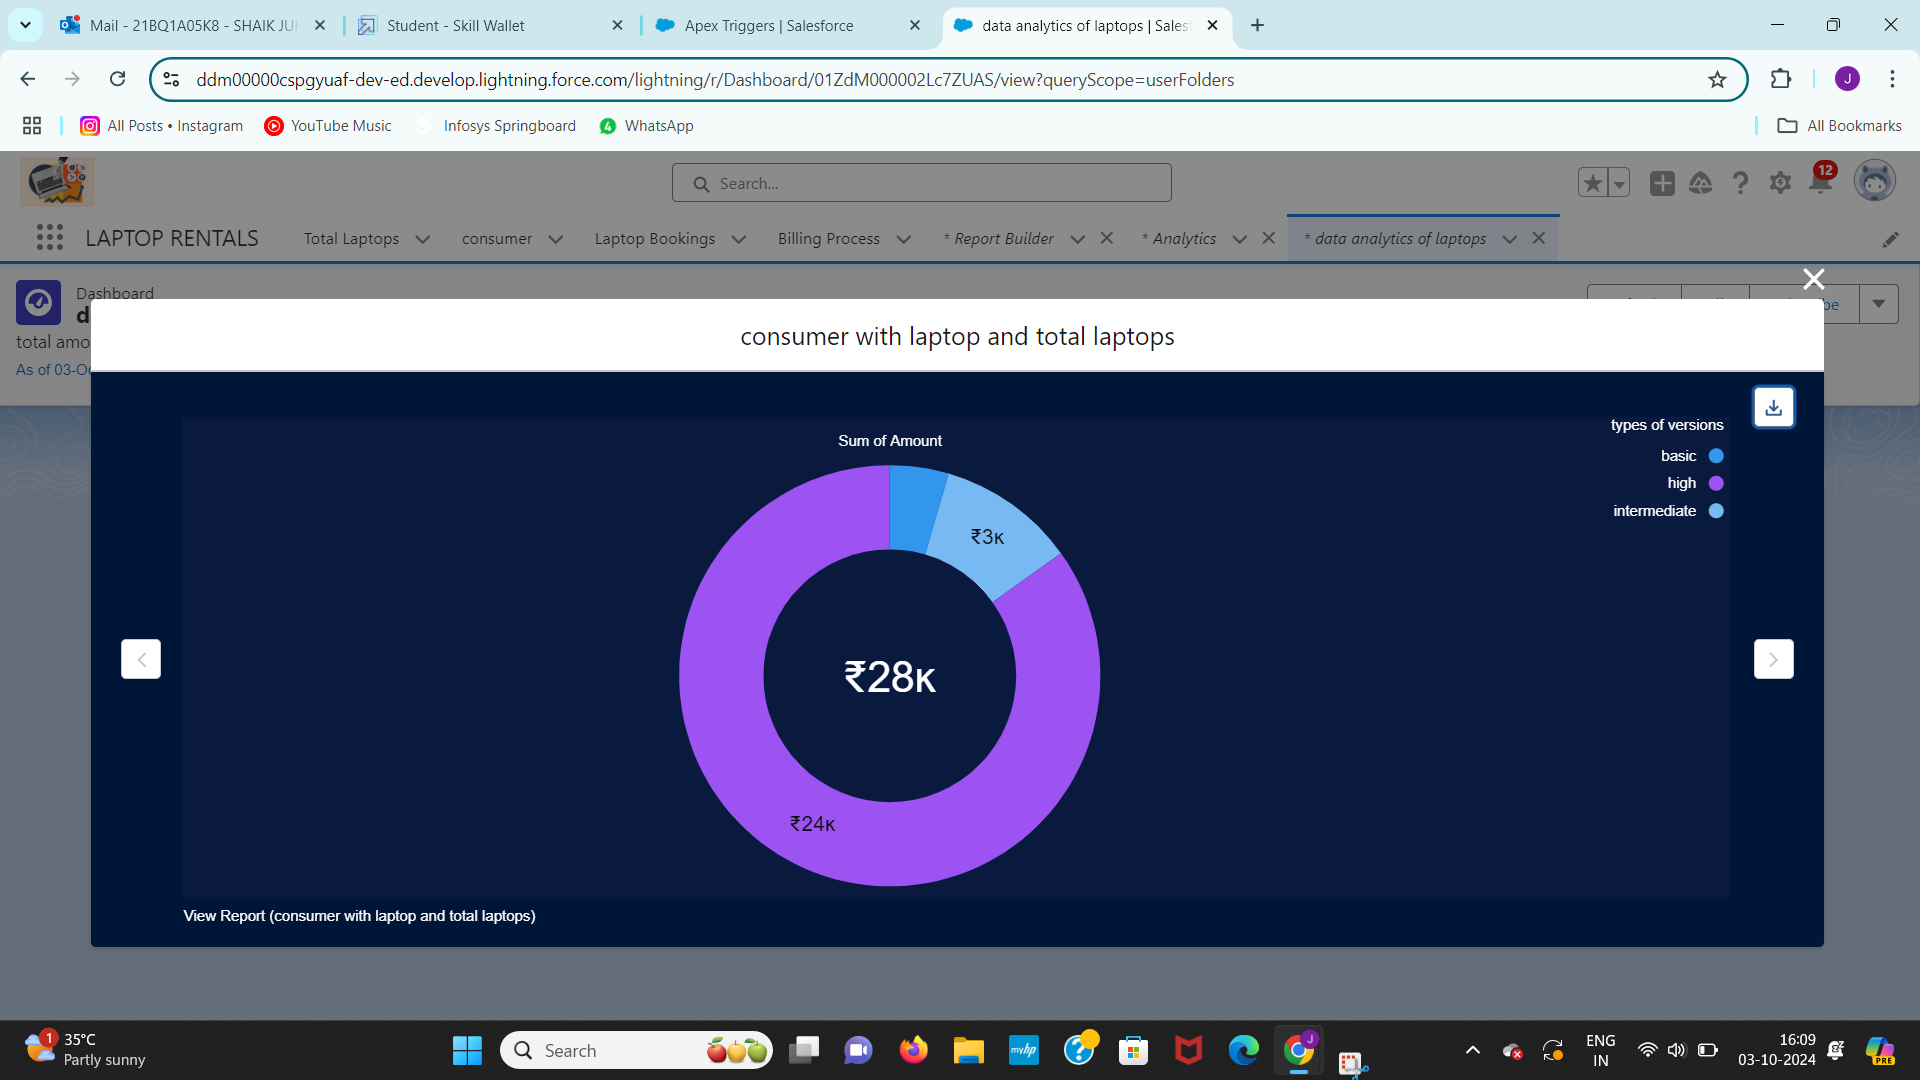 Mail - 21BQ1A05K8 - SHAIK JU
Student - Skill Wallet
Apex Triggers | Salesforce
data analytics of laptops | Sales
ddm00000cspgyuaf-dev-ed.develop.lightning.force.com/lightning/r/Dashboard/01ZdM000002Lc7ZUAS/view?queryScope=userFolders
J
All Posts • Instagram
YouTube Music
Infosys Springboard
4
WhatsApp
All Bookmarks
Search...
12
LAPTOP RENTALS
Total Laptops
consumer
Laptop Bookings
Billing Process
* Report Builder
* Analytics
* data analytics of laptops
Dashboard
d
total amo
As of 03-O
be
consumer with laptop and total laptops
Sum of Amount
types of versions
basic
high
intermediate
₹3K
₹28K
₹24K
View Report (consumer with laptop and total laptops)
1
35°C
Partly sunny
Search
myhp
J
ENG
IN
16:09
03-10-2024
PRE